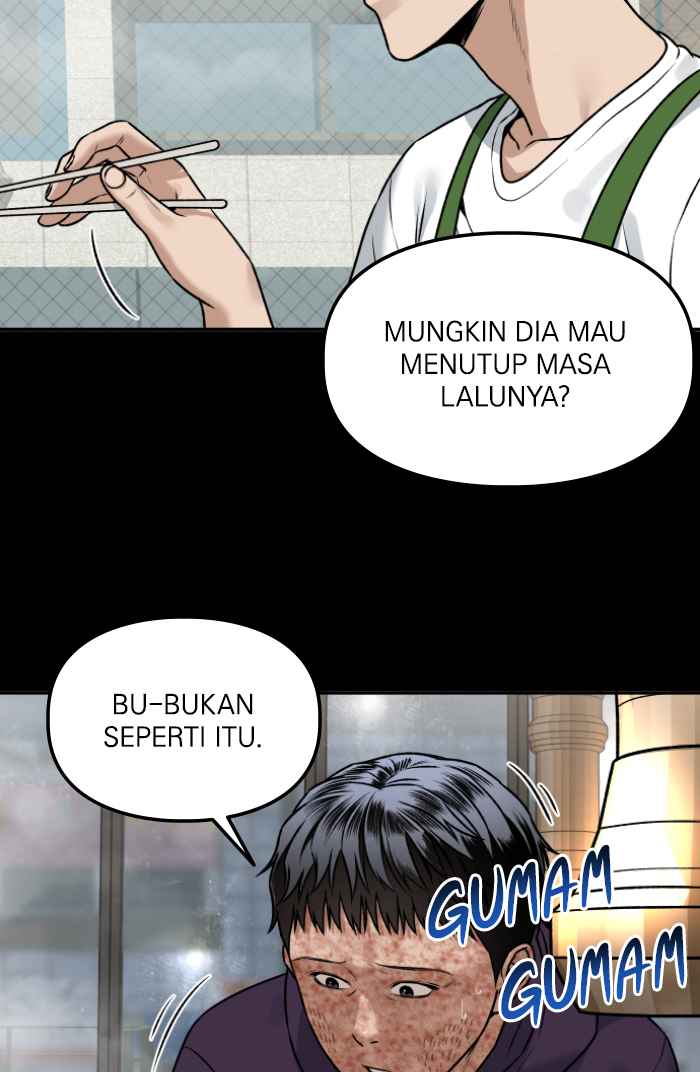 MUNGKIN DIA MAU
MENUTUP MASA
LALUNYA?
BU-BUKAN
SEPERTI ITU.
GUMAM
GUMAM